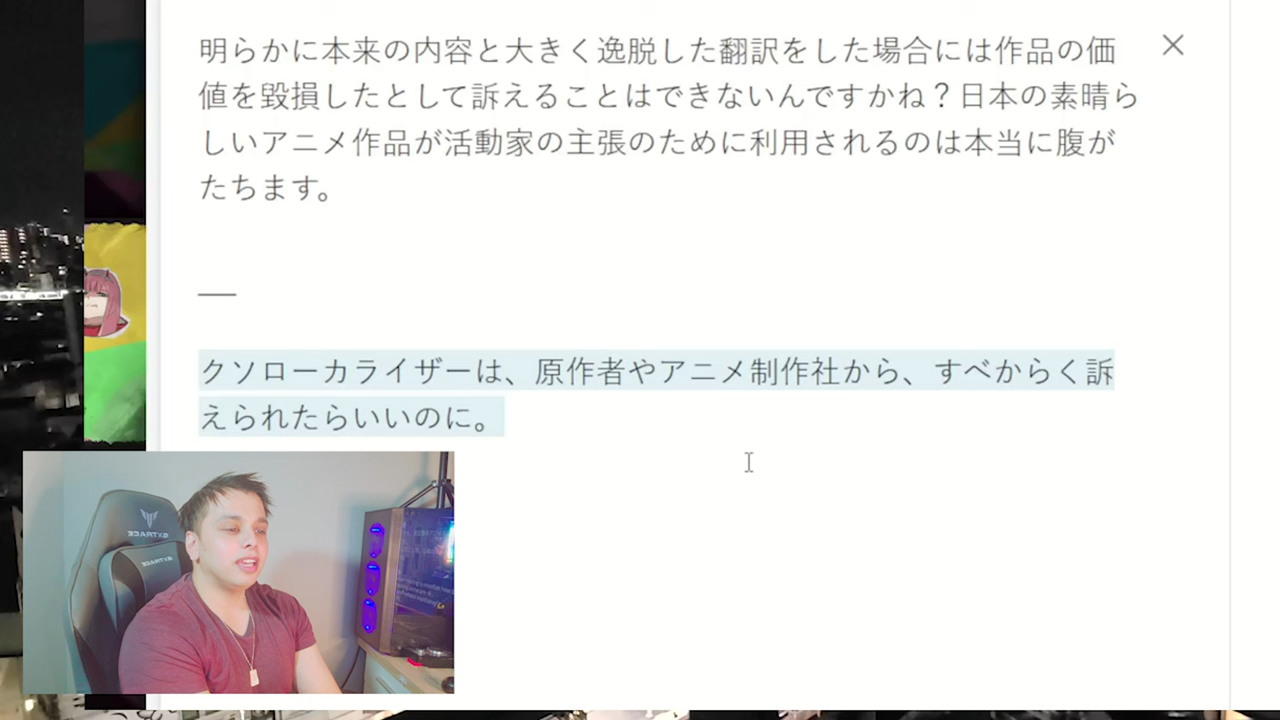 明らかに本来の内容と大きく逸脱した翻訳をした場合には作品の価
値を毀損したとして訴えることはできないんですかね？日本の素晴ら
しいアニメ作品が活動家の主張のために利用されるのは本当に腹が
たちます。
クソローカライザーは、原作者やアニメ制作社から、すべからく訴
えられたらいいのに。
EXTRACE
EXTRACE